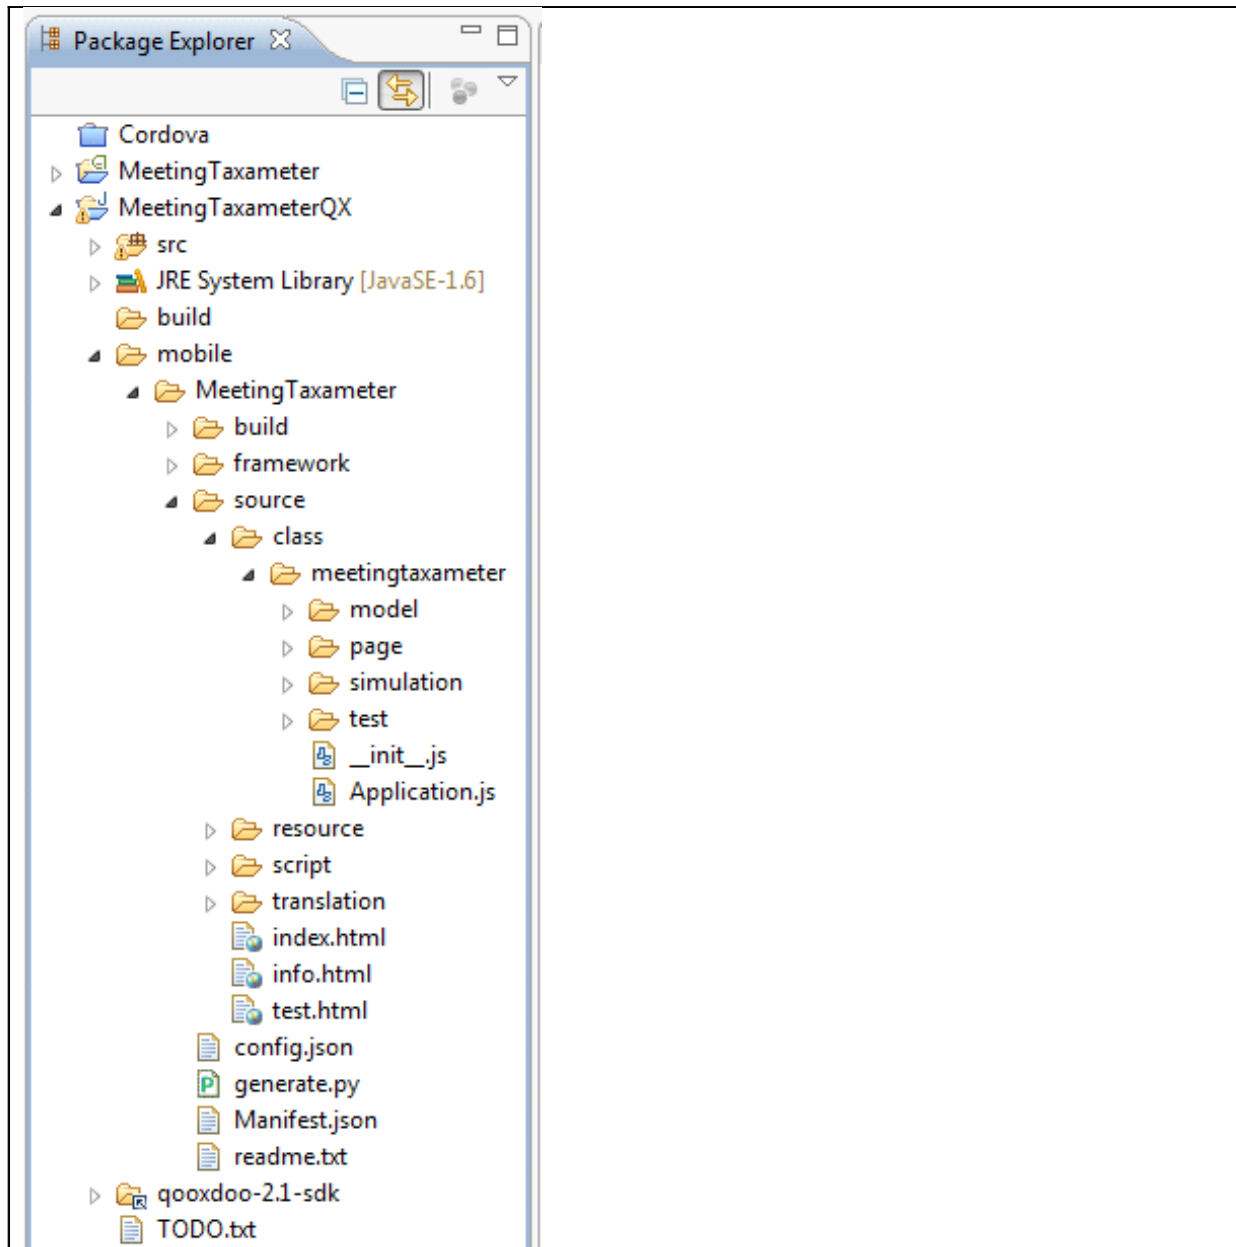 Package Explorer
Cordova
MeetingTaxameter
MeetingTaxameterQX
src
JRE System Library [JavaSE-1.6]
build
mobile
MeetingTaxameter
build
framework
source
class
meetingtaxameter
model
page
simulation
test
__init__.js
Application.js
resource
script
translation
index.html
info.html
test.html
config.json
generate.py
Manifest.json
readme.txt
qooxdoo-2.1-sdk
TODO.txt